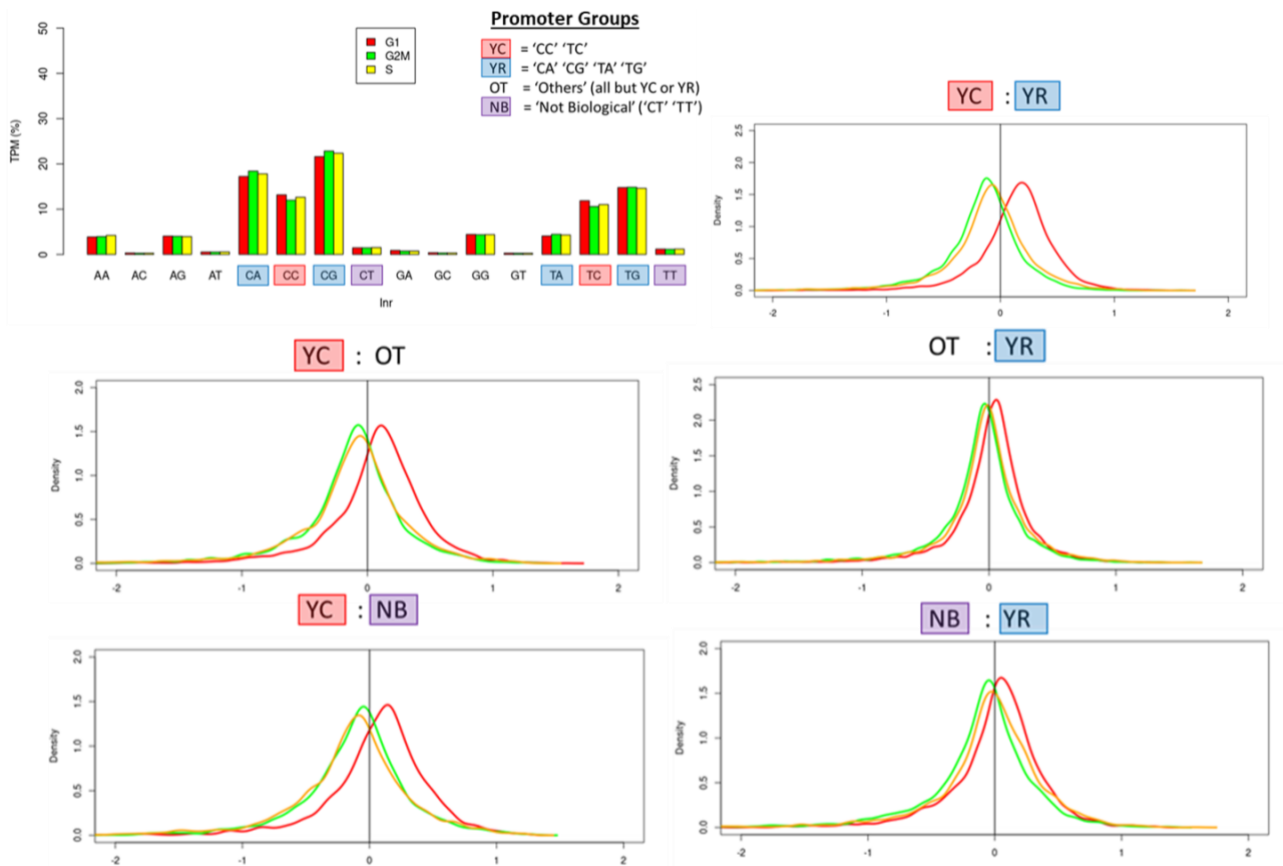 Promoter Groups
YC = 'CC' 'TC'
YR = 'CA' 'CG' 'TA' 'TG'
OT = 'Others' (all but YC or YR)
NB = 'Not Biological' ('CT' 'TT')
G1
G2M
S
TPM (%)
50
40
30
20
10
0
AA AC AG AT CA CC CG CT GA GC GG GT TA TC TG TT
Inr
YC : YR
Density
2.5
2.0
1.5
1.0
0.5
0.0
-2 -1 0 1 2
YC : OT
Density
2.0
1.5
1.0
0.5
0.0
-2 -1 0 1 2
OT : YR
Density
2.5
2.0
1.5
1.0
0.5
0.0
-2 -1 0 1 2
YC : NB
Density
2.0
1.5
1.0
0.5
0.0
-2 -1 0 1 2
NB : YR
Density
2.0
1.5
1.0
0.5
0.0
-2 -1 0 1 2